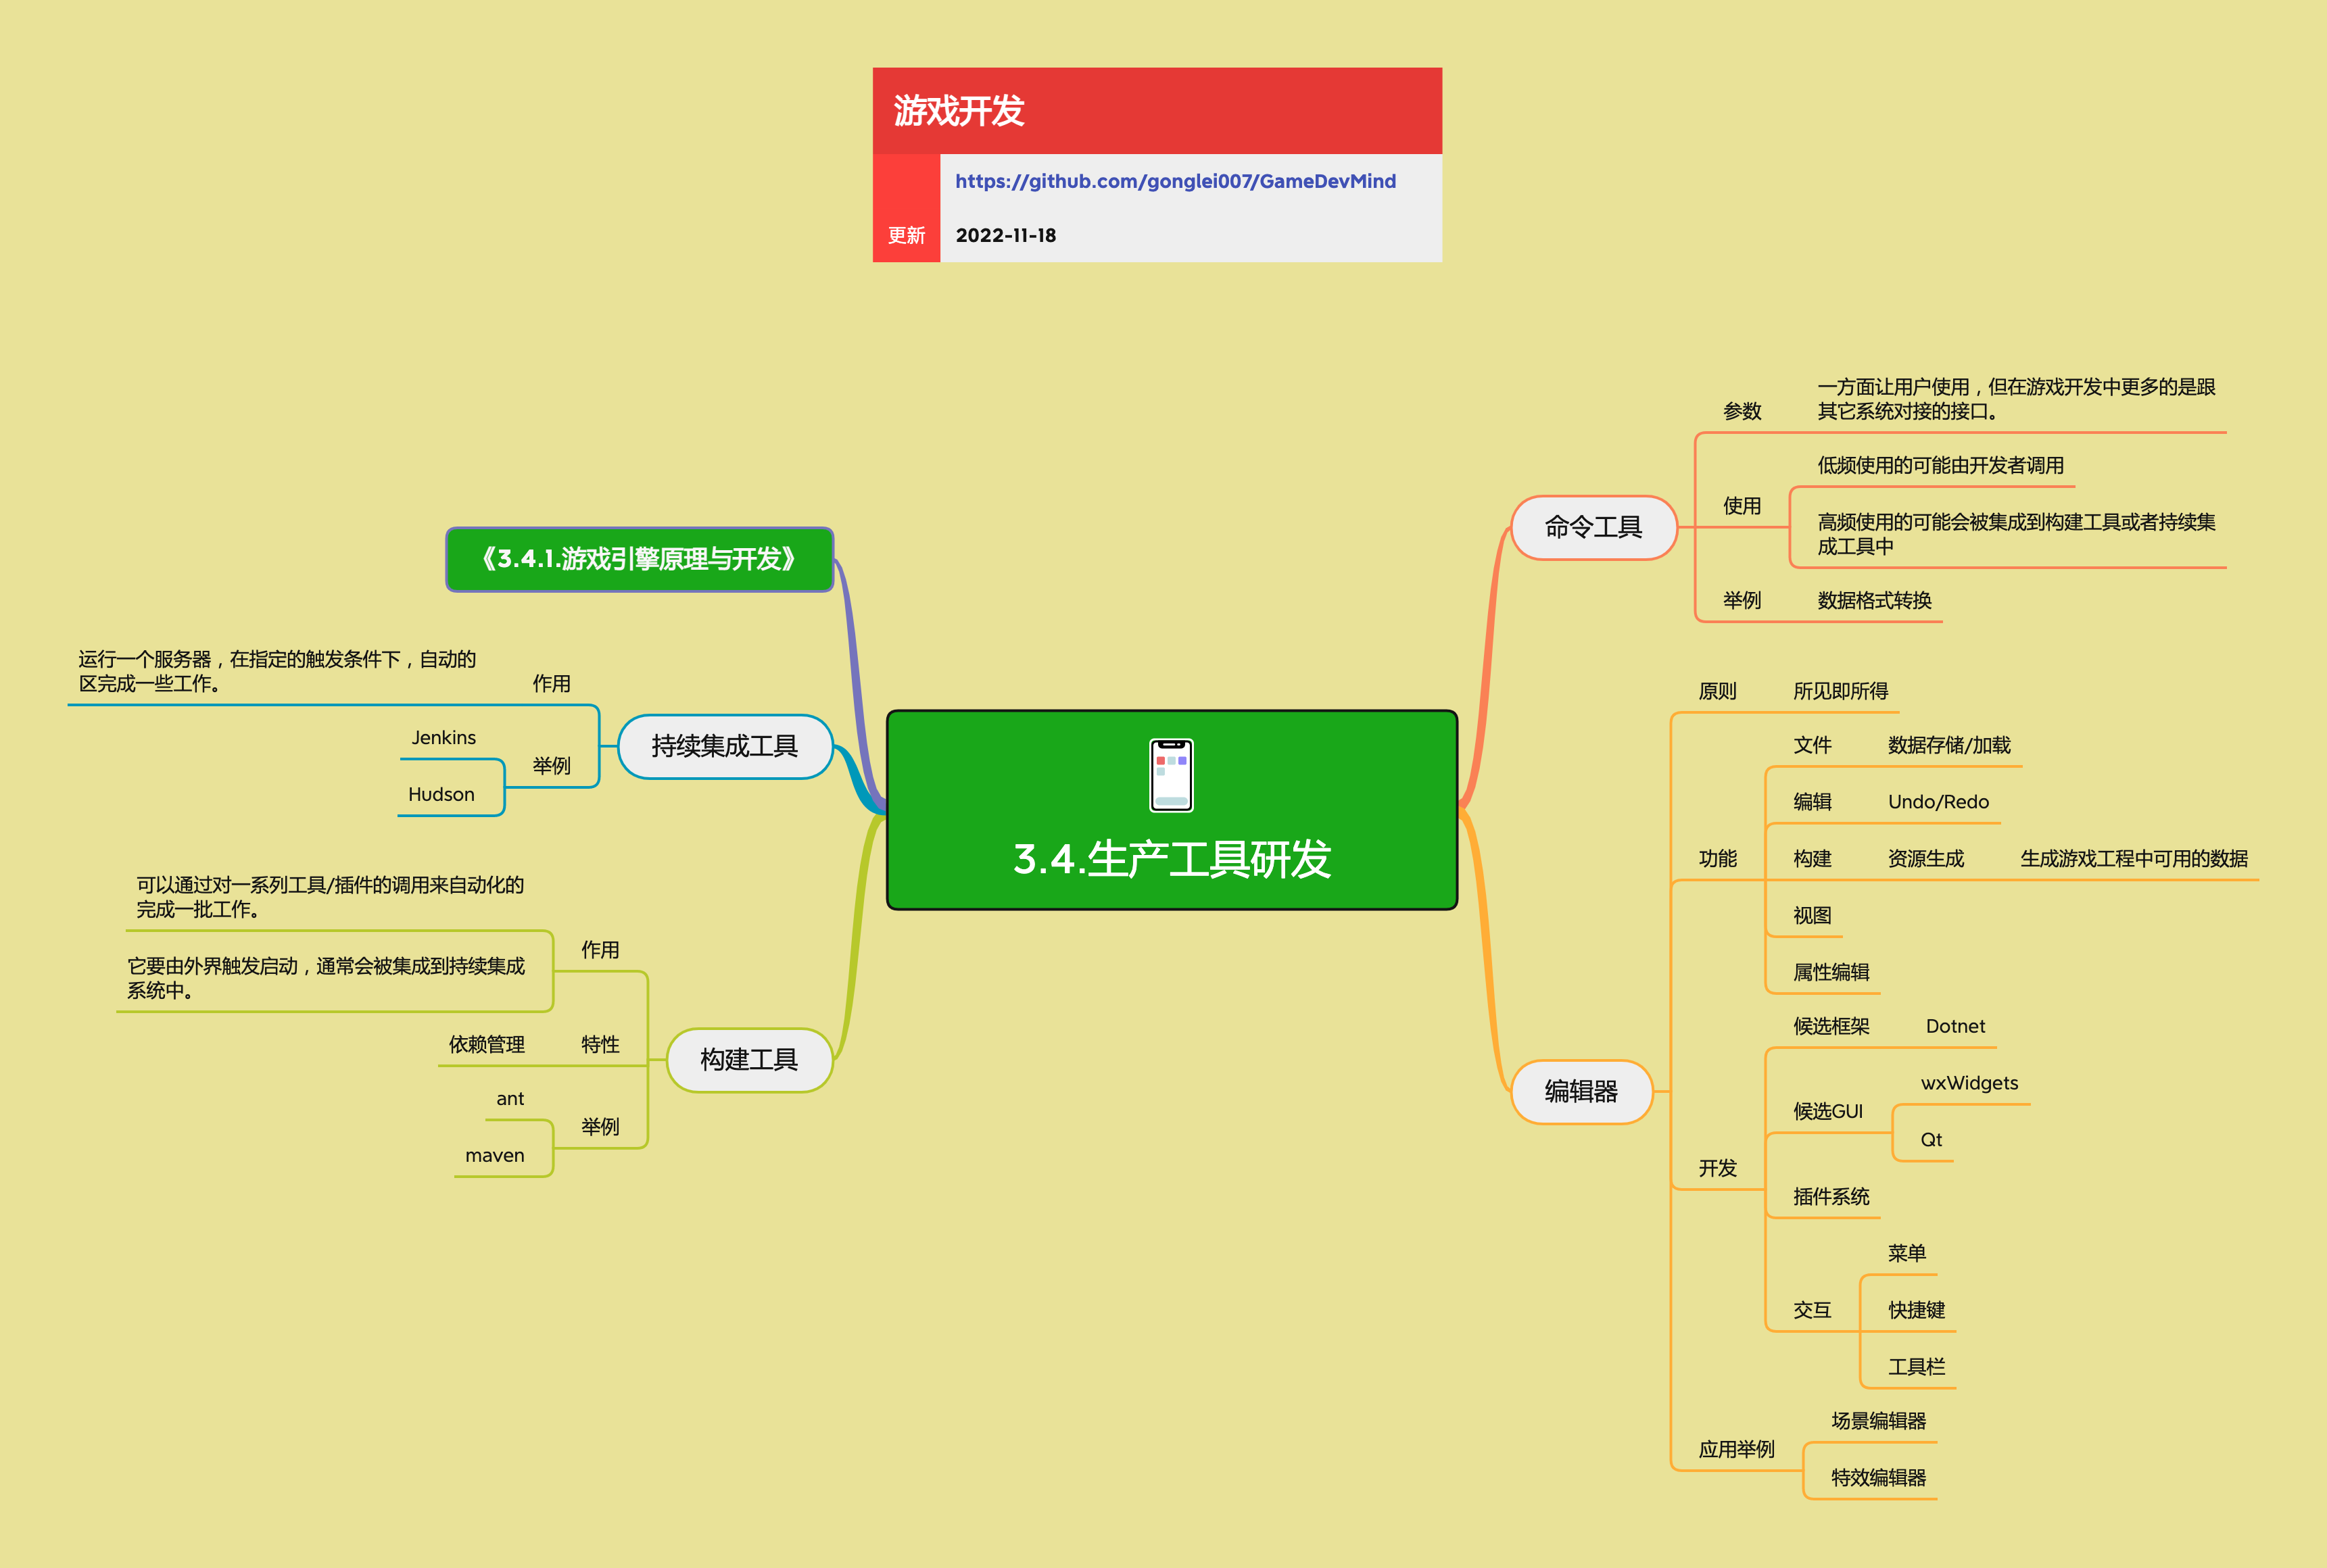 游戏开发
https://github.com/gonglei007/GameDevMind
更新
2022-11-18
3.4.生产工具研发
命令工具
参数
一方面让用户使用，但在游戏开发中更多的是跟
其它系统对接的接口。
使用
低频使用的可能由开发者调用
高频使用的可能会被集成到构建工具或者持续集
成工具中
举例
数据格式转换
编辑器
原则
所见即所得
功能
文件
数据存储/加载
编辑
Undo/Redo
构建
资源生成
生成游戏工程中可用的数据
视图
属性编辑
开发
候选框架
Dotnet
候选GUI
wxWidgets
Qt
插件系统
交互
菜单
快捷键
工具栏
应用举例
场景编辑器
特效编辑器
《3.4.1.游戏引擎原理与开发》
持续集成工具
作用
运行一个服务器，在指定的触发条件下，自动的
区完成一些工作。
举例
Jenkins
Hudson
构建工具
作用
可以通过对一系列工具/插件的调用来自动化的
完成一批工作。
它要由外界触发启动，通常会被集成到持续集成
系统中。
特性
依赖管理
举例
ant
maven